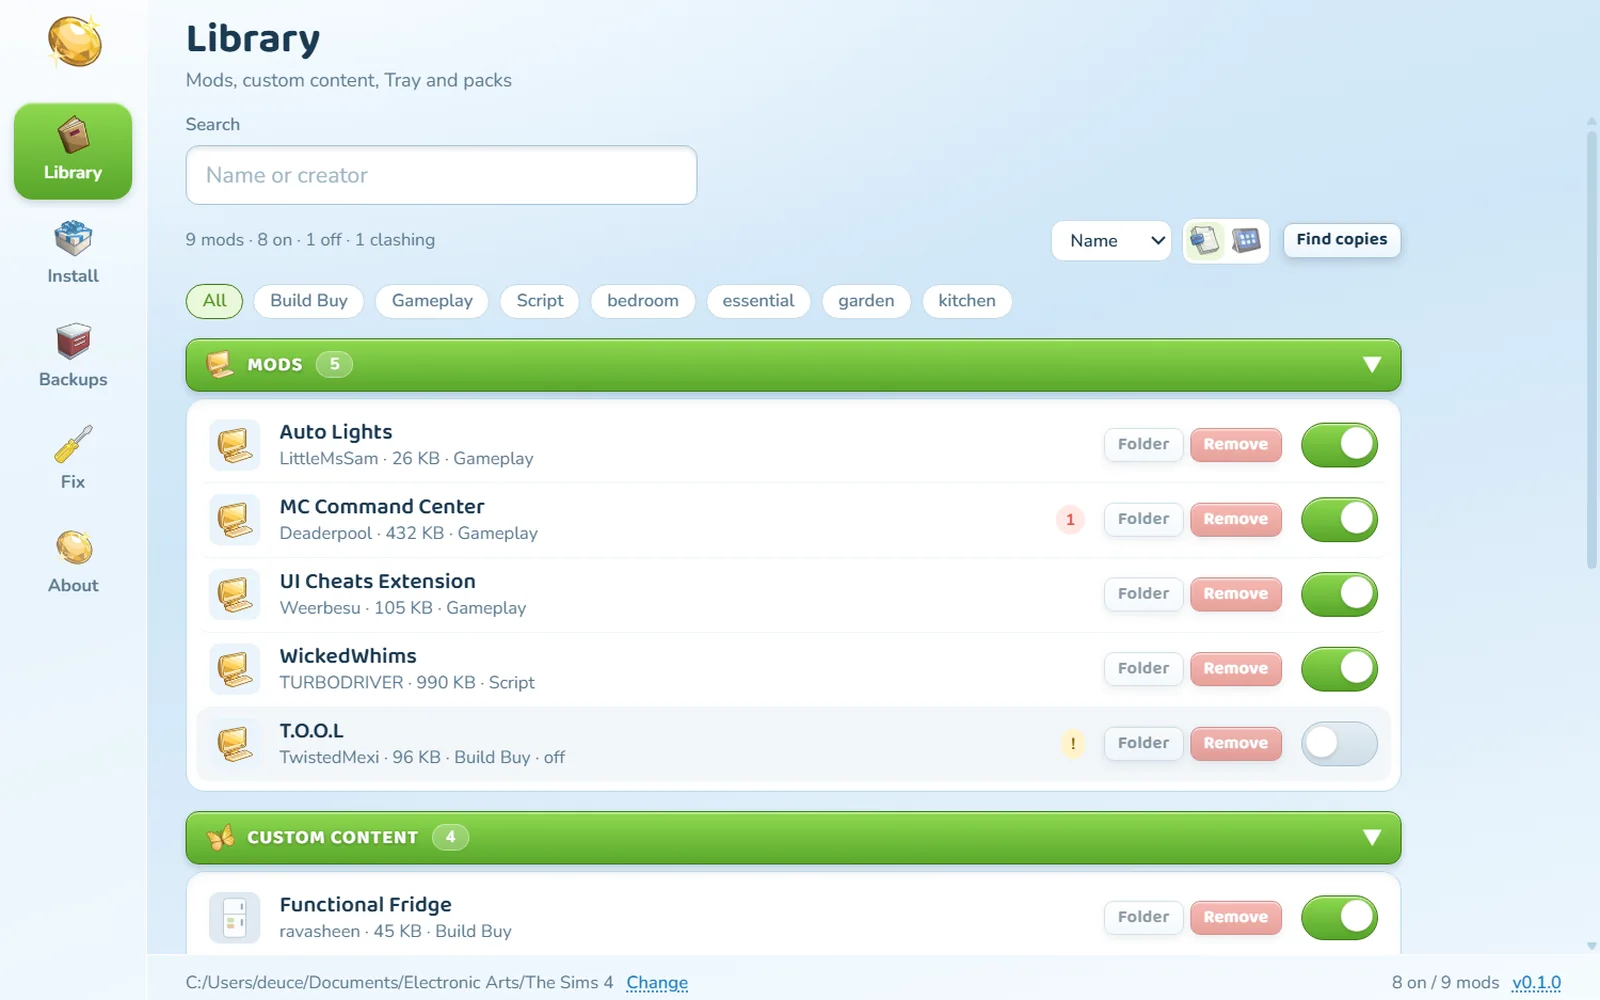 Library
Mods, custom content, Tray and packs
Library
Install
Backups
Fix
About
Search
Name or creator
9 mods · 8 on · 1 off · 1 clashing
Name
Find copies
All
Build Buy
Gameplay
Script
bedroom
essential
garden
kitchen
MODS 5
Auto Lights
LittleMsSam · 26 KB · Gameplay
Folder
Remove
MC Command Center
Deaderpool · 432 KB · Gameplay
1
Folder
Remove
UI Cheats Extension
Weerbesu · 105 KB · Gameplay
Folder
Remove
WickedWhims
TURBODRIVER · 990 KB · Script
Folder
Remove
T.O.O.L
TwistedMexi · 96 KB · Build Buy · off
!
Folder
Remove
CUSTOM CONTENT 4
Functional Fridge
ravasheen · 45 KB · Build Buy
Folder
Remove
C:/Users/deuce/Documents/Electronic Arts/The Sims 4 Change
8 on / 9 mods v0.1.0